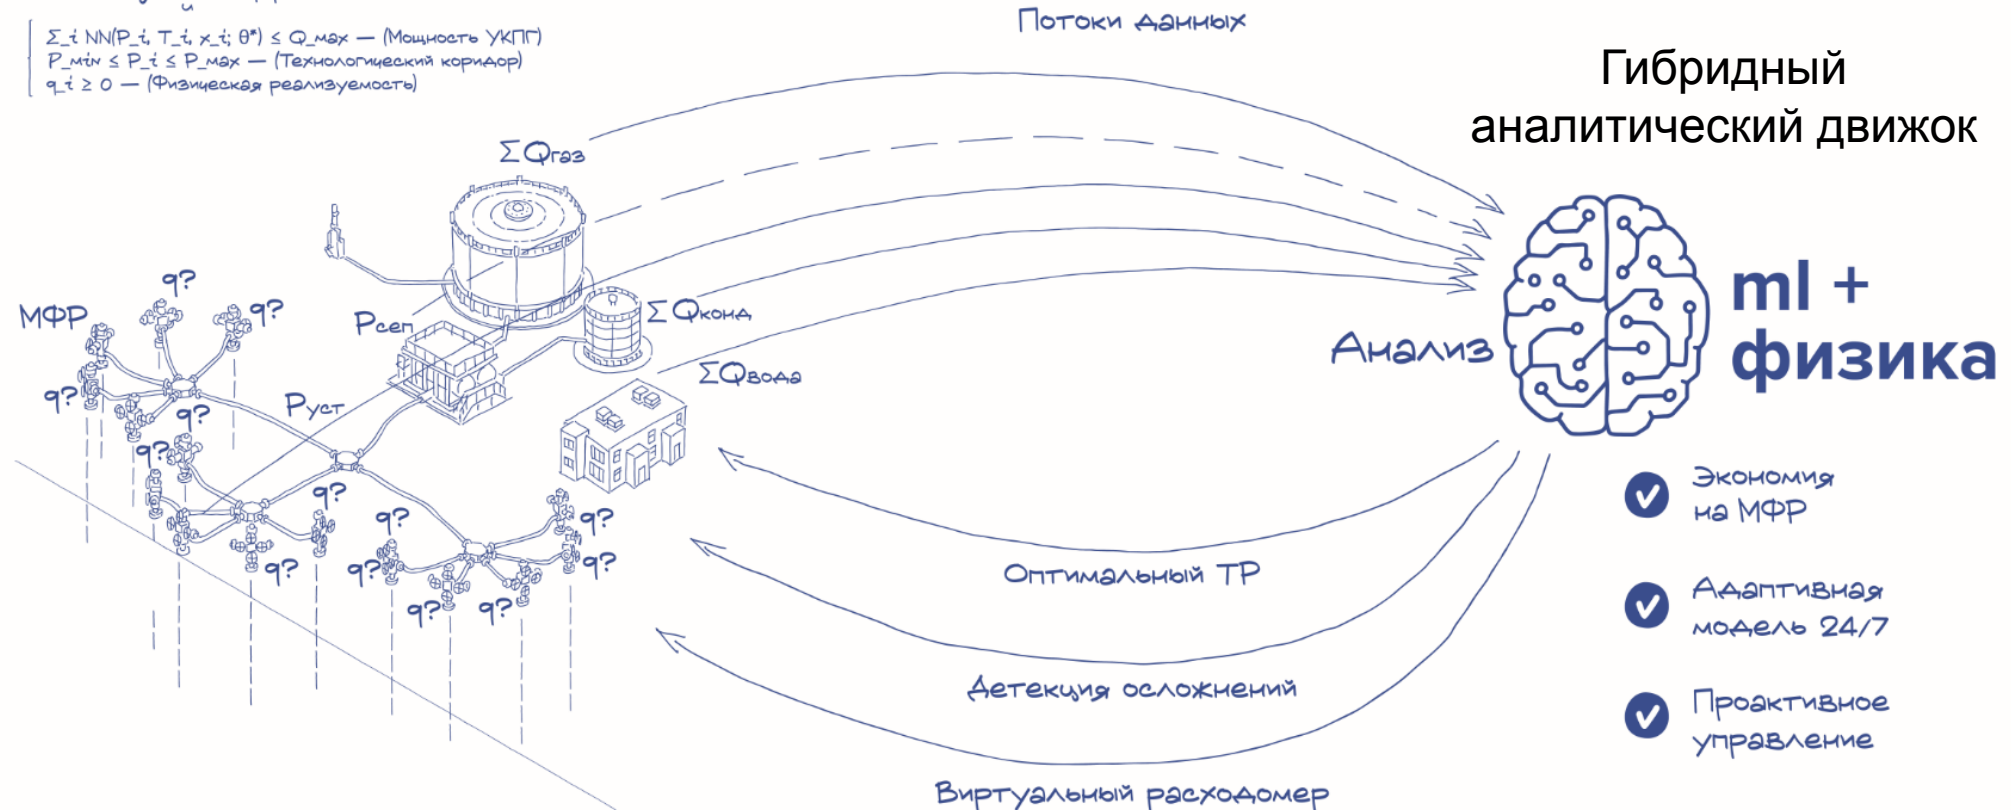 Σ_i NN(P_i, T_i, x_i; θ*) ≤ Q_max — (Мощность УКПГ)
P_min ≤ P_i ≤ P_max — (Технологический коридор)
q_i ≥ 0 — (Физическая реализуемость)
Потоки данных
Гибридный
аналитический движок
ΣQгаз
МФР
q?
q?
Pсеп
ΣQконд
ml +
физика
Анализ
ΣQвода
q?
Pуст
q?
q?
q?
q?
q?
q?
q?
q?
q?
q?
Экономия
на МФР
Оптимальный ТР
Адаптивная
модель 24/7
Детекция осложнений
Проактивное
управление
Виртуальный расходомер